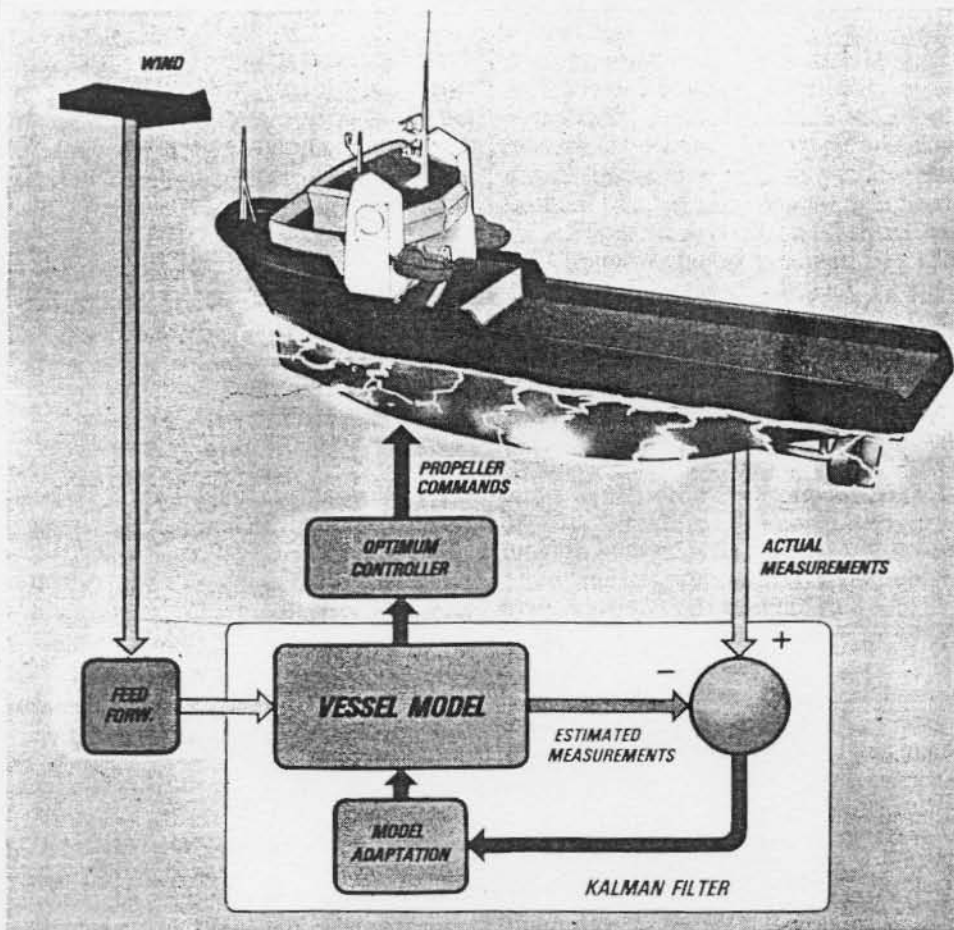 WIND
PROPELLER
COMMANDS
OPTIMUM
CONTROLLER
ACTUAL
MEASUREMENTS
+
−
FEED
FORW.
VESSEL MODEL
ESTIMATED
MEASUREMENTS
MODEL
ADAPTATION
KALMAN FILTER